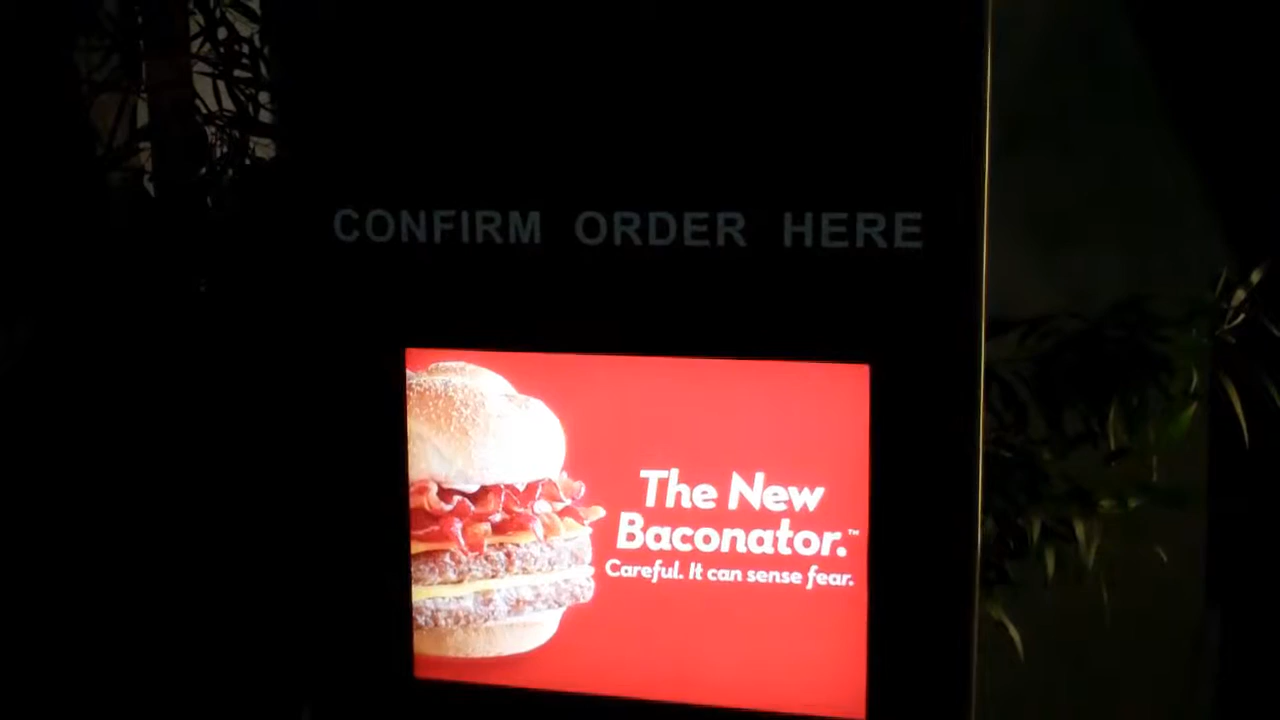 CONFIRM ORDER HERE
The New
Baconator.™
Careful. It can sense fear.